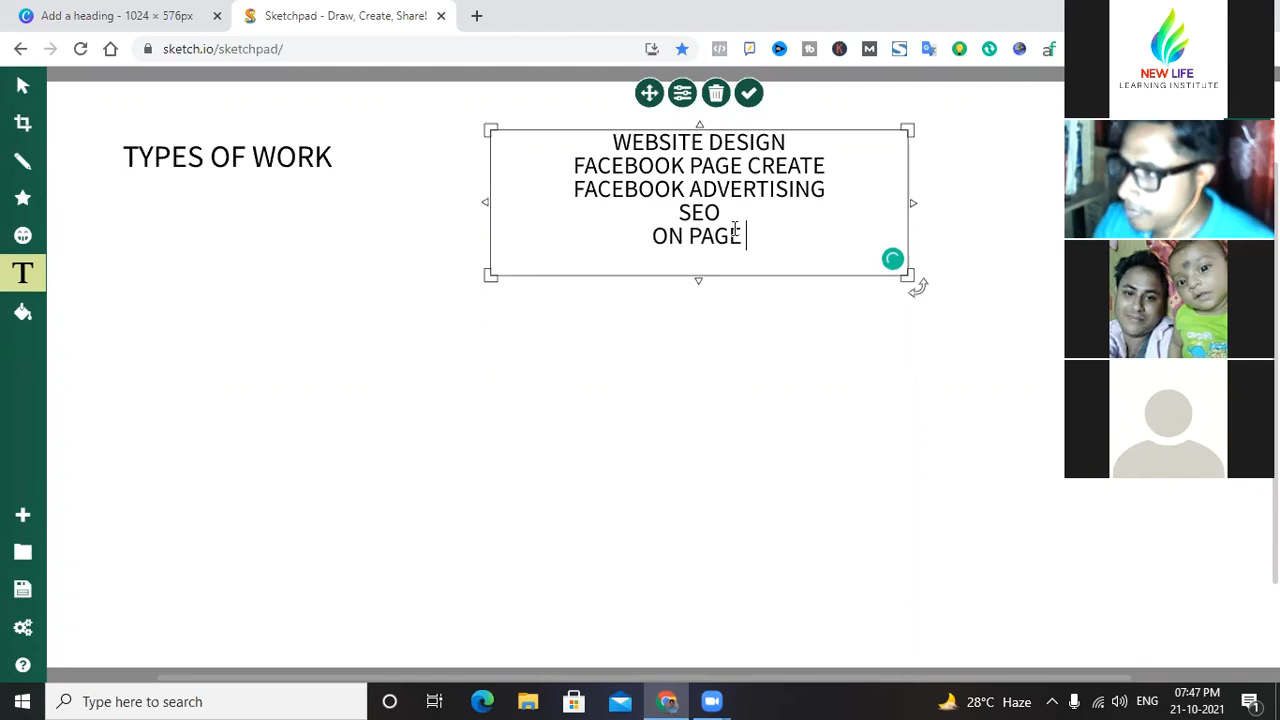 Add a heading - 1024 × 576px
Sketchpad - Draw, Create, Share!
sketch.io/sketchpad/
NEW LIFE
LEARNING INSTITUTE
TYPES OF WORK
WEBSITE DESIGN
FACEBOOK PAGE CREATE
FACEBOOK ADVERTISING
SEO
ON PAGE
T
Type here to search
28°C Haze
ENG
07:47 PM
21-10-2021